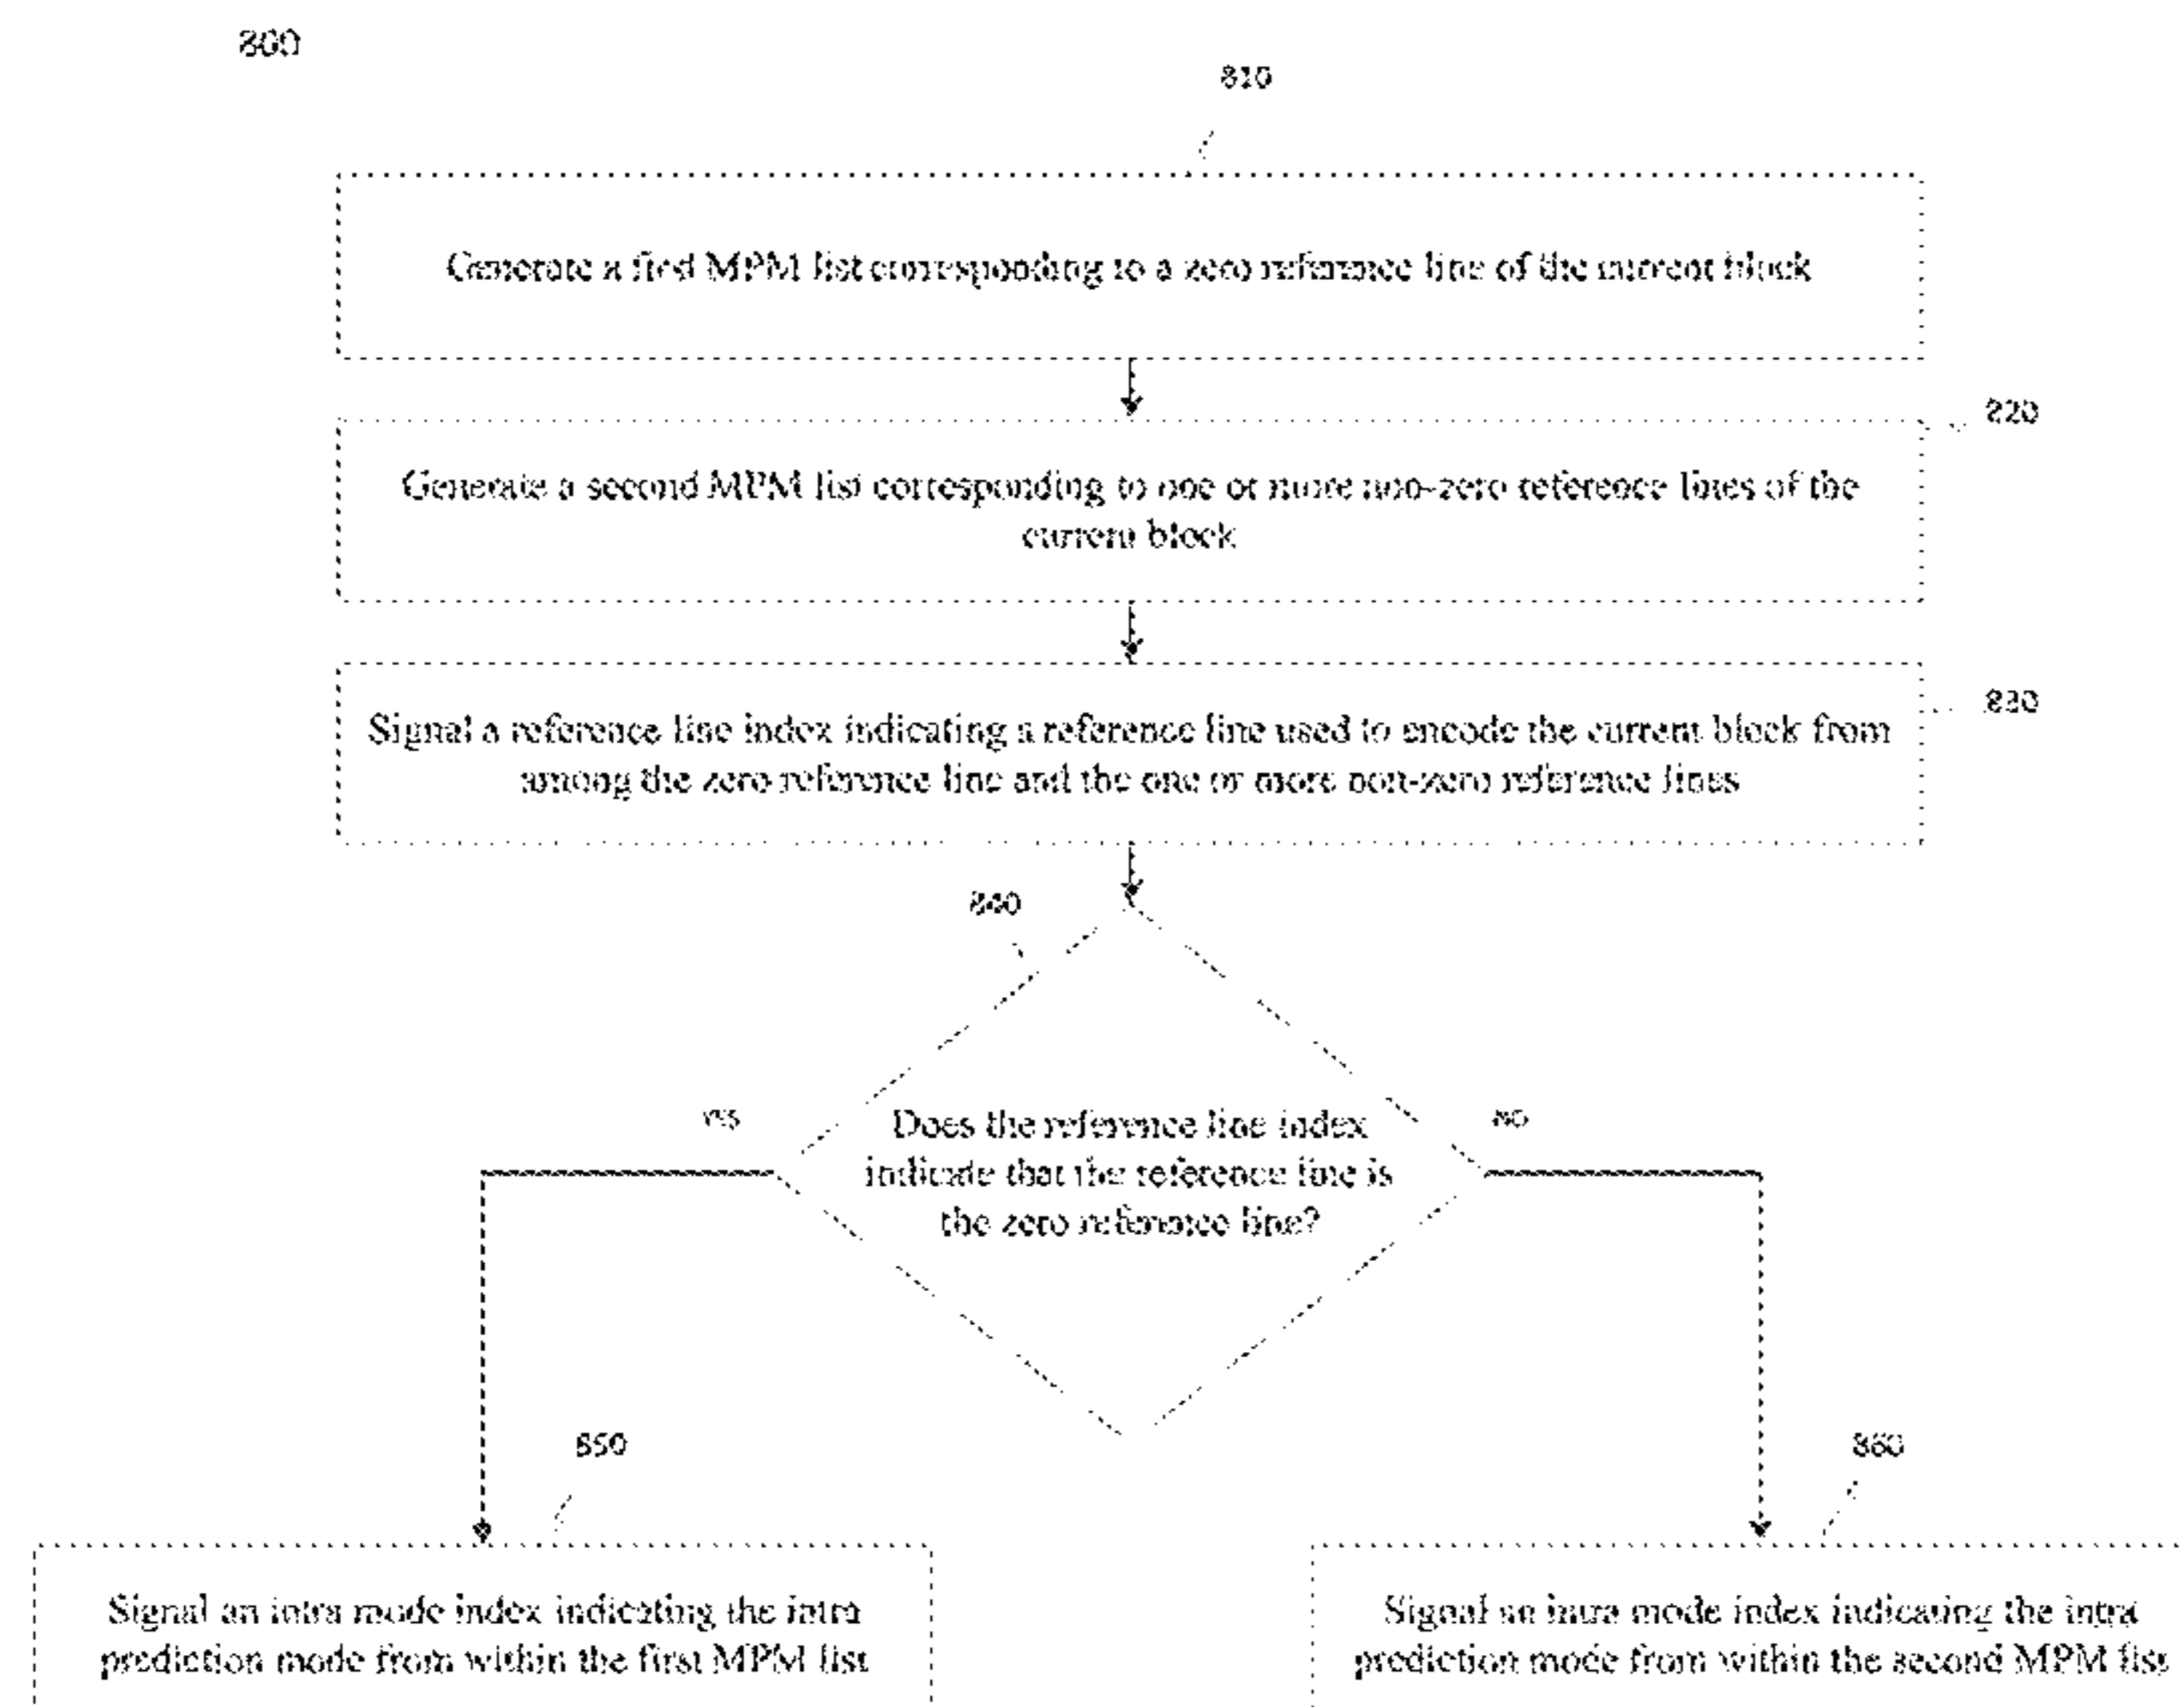 800
810
Generate a first MPM list corresponding to a zero reference line of the current block
820
Generate a second MPM list corresponding to one or more non-zero reference lines of the
current block
830
Signal a reference line index indicating a reference line used to encode the current block from
among the zero reference line and the one or more non-zero reference lines
840
YES
NO
Does the reference line index
indicate that the reference line is
the zero reference line?
850
860
Signal an intra mode index indicating the intra
prediction mode from within the first MPM list
Signal an intra mode index indicating the intra
prediction mode from within the second MPM list